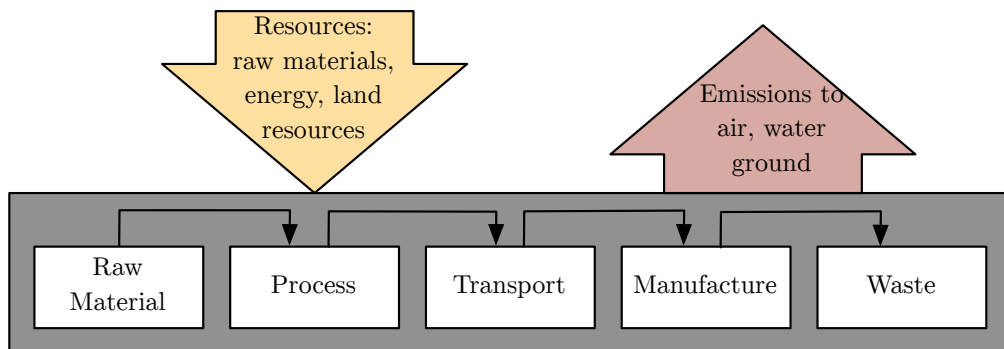 Resources:
raw materials,
energy, land
resources
Emissions to
air, water
ground
Raw
Material
Process
Transport
Manufacture
Waste